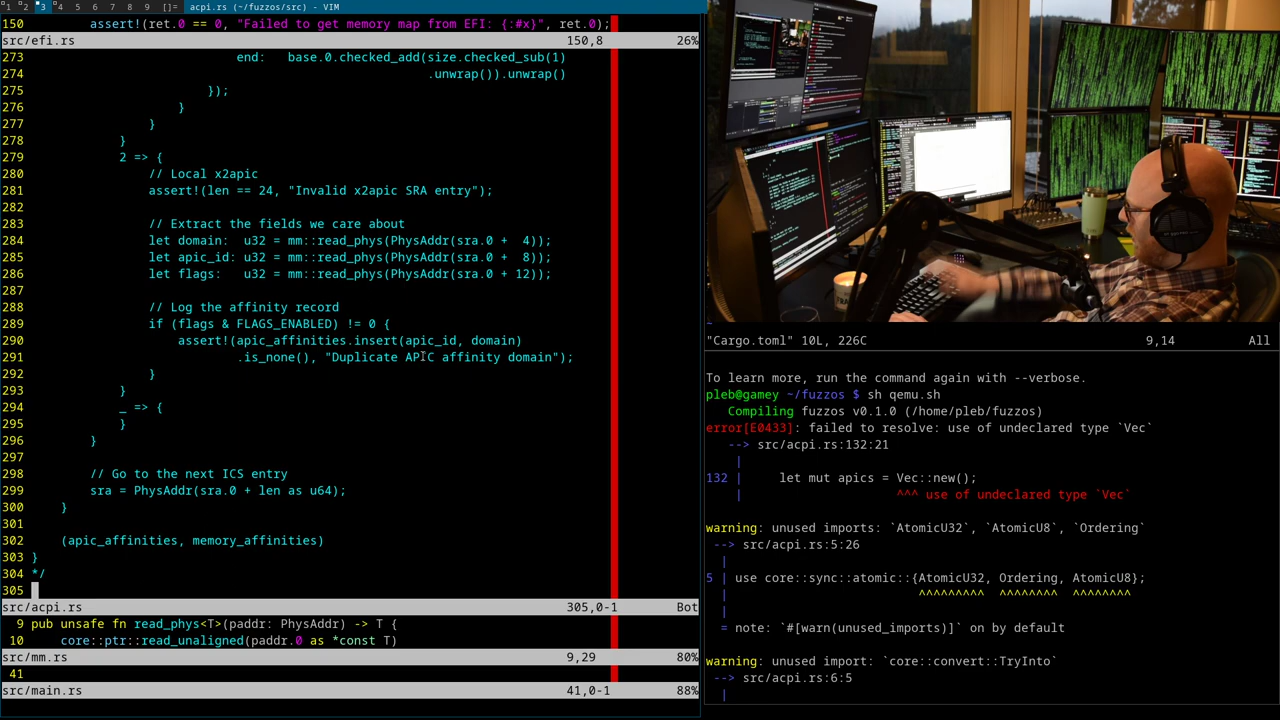 1 2 3 4 5 6 7 8 9 []= acpi.rs (~/fuzzos/src) - VIM
150         assert!(ret.0 == 0, "Failed to get memory map from EFI: {:#x}", ret.0);
src/efi.rs 150,8 26%
273                             end:   base.0.checked_add(size.checked_sub(1)
274                                                       .unwrap()).unwrap()
275                         });
276                     }
277                 }
278             }
279             2 => {
280                 // Local x2apic
281                 assert!(len == 24, "Invalid x2apic SRA entry");
282
283                 // Extract the fields we care about
284                 let domain:  u32 = mm::read_phys(PhysAddr(sra.0 +  4));
285                 let apic_id: u32 = mm::read_phys(PhysAddr(sra.0 +  8));
286                 let flags:   u32 = mm::read_phys(PhysAddr(sra.0 + 12));
287
288                 // Log the affinity record
289                 if (flags & FLAGS_ENABLED) != 0 {
290                     assert!(apic_affinities.insert(apic_id, domain)
291                             .is_none(), "Duplicate APIC affinity domain");
292                 }
293             }
294             _ => {
295             }
296         }
297
298         // Go to the next ICS entry
299         sra = PhysAddr(sra.0 + len as u64);
300     }
301
302     (apic_affinities, memory_affinities)
303 }
304 */
305
src/acpi.rs 305,0-1 Bot
9 pub unsafe fn read_phys<T>(paddr: PhysAddr) -> T {
10     core::ptr::read_unaligned(paddr.0 as *const T)
src/mm.rs 9,29 80%
41
src/main.rs 41,0-1 88%
"Cargo.toml" 10L, 226C 9,14 All
To learn more, run the command again with --verbose.
pleb@gamey ~/fuzzos $ sh qemu.sh
   Compiling fuzzos v0.1.0 (/home/pleb/fuzzos)
error[E0433]: failed to resolve: use of undeclared type `Vec`
   --> src/acpi.rs:132:21
    |
132 |     let mut apics = Vec::new();
    |                     ^^^ use of undeclared type `Vec`
warning: unused imports: `AtomicU32`, `AtomicU8`, `Ordering`
 --> src/acpi.rs:5:26
  |
5 | use core::sync::atomic::{AtomicU32, Ordering, AtomicU8};
  |                          ^^^^^^^^^  ^^^^^^^^  ^^^^^^^^
  |
  = note: `#[warn(unused_imports)]` on by default
warning: unused import: `core::convert::TryInto`
 --> src/acpi.rs:6:5
  |